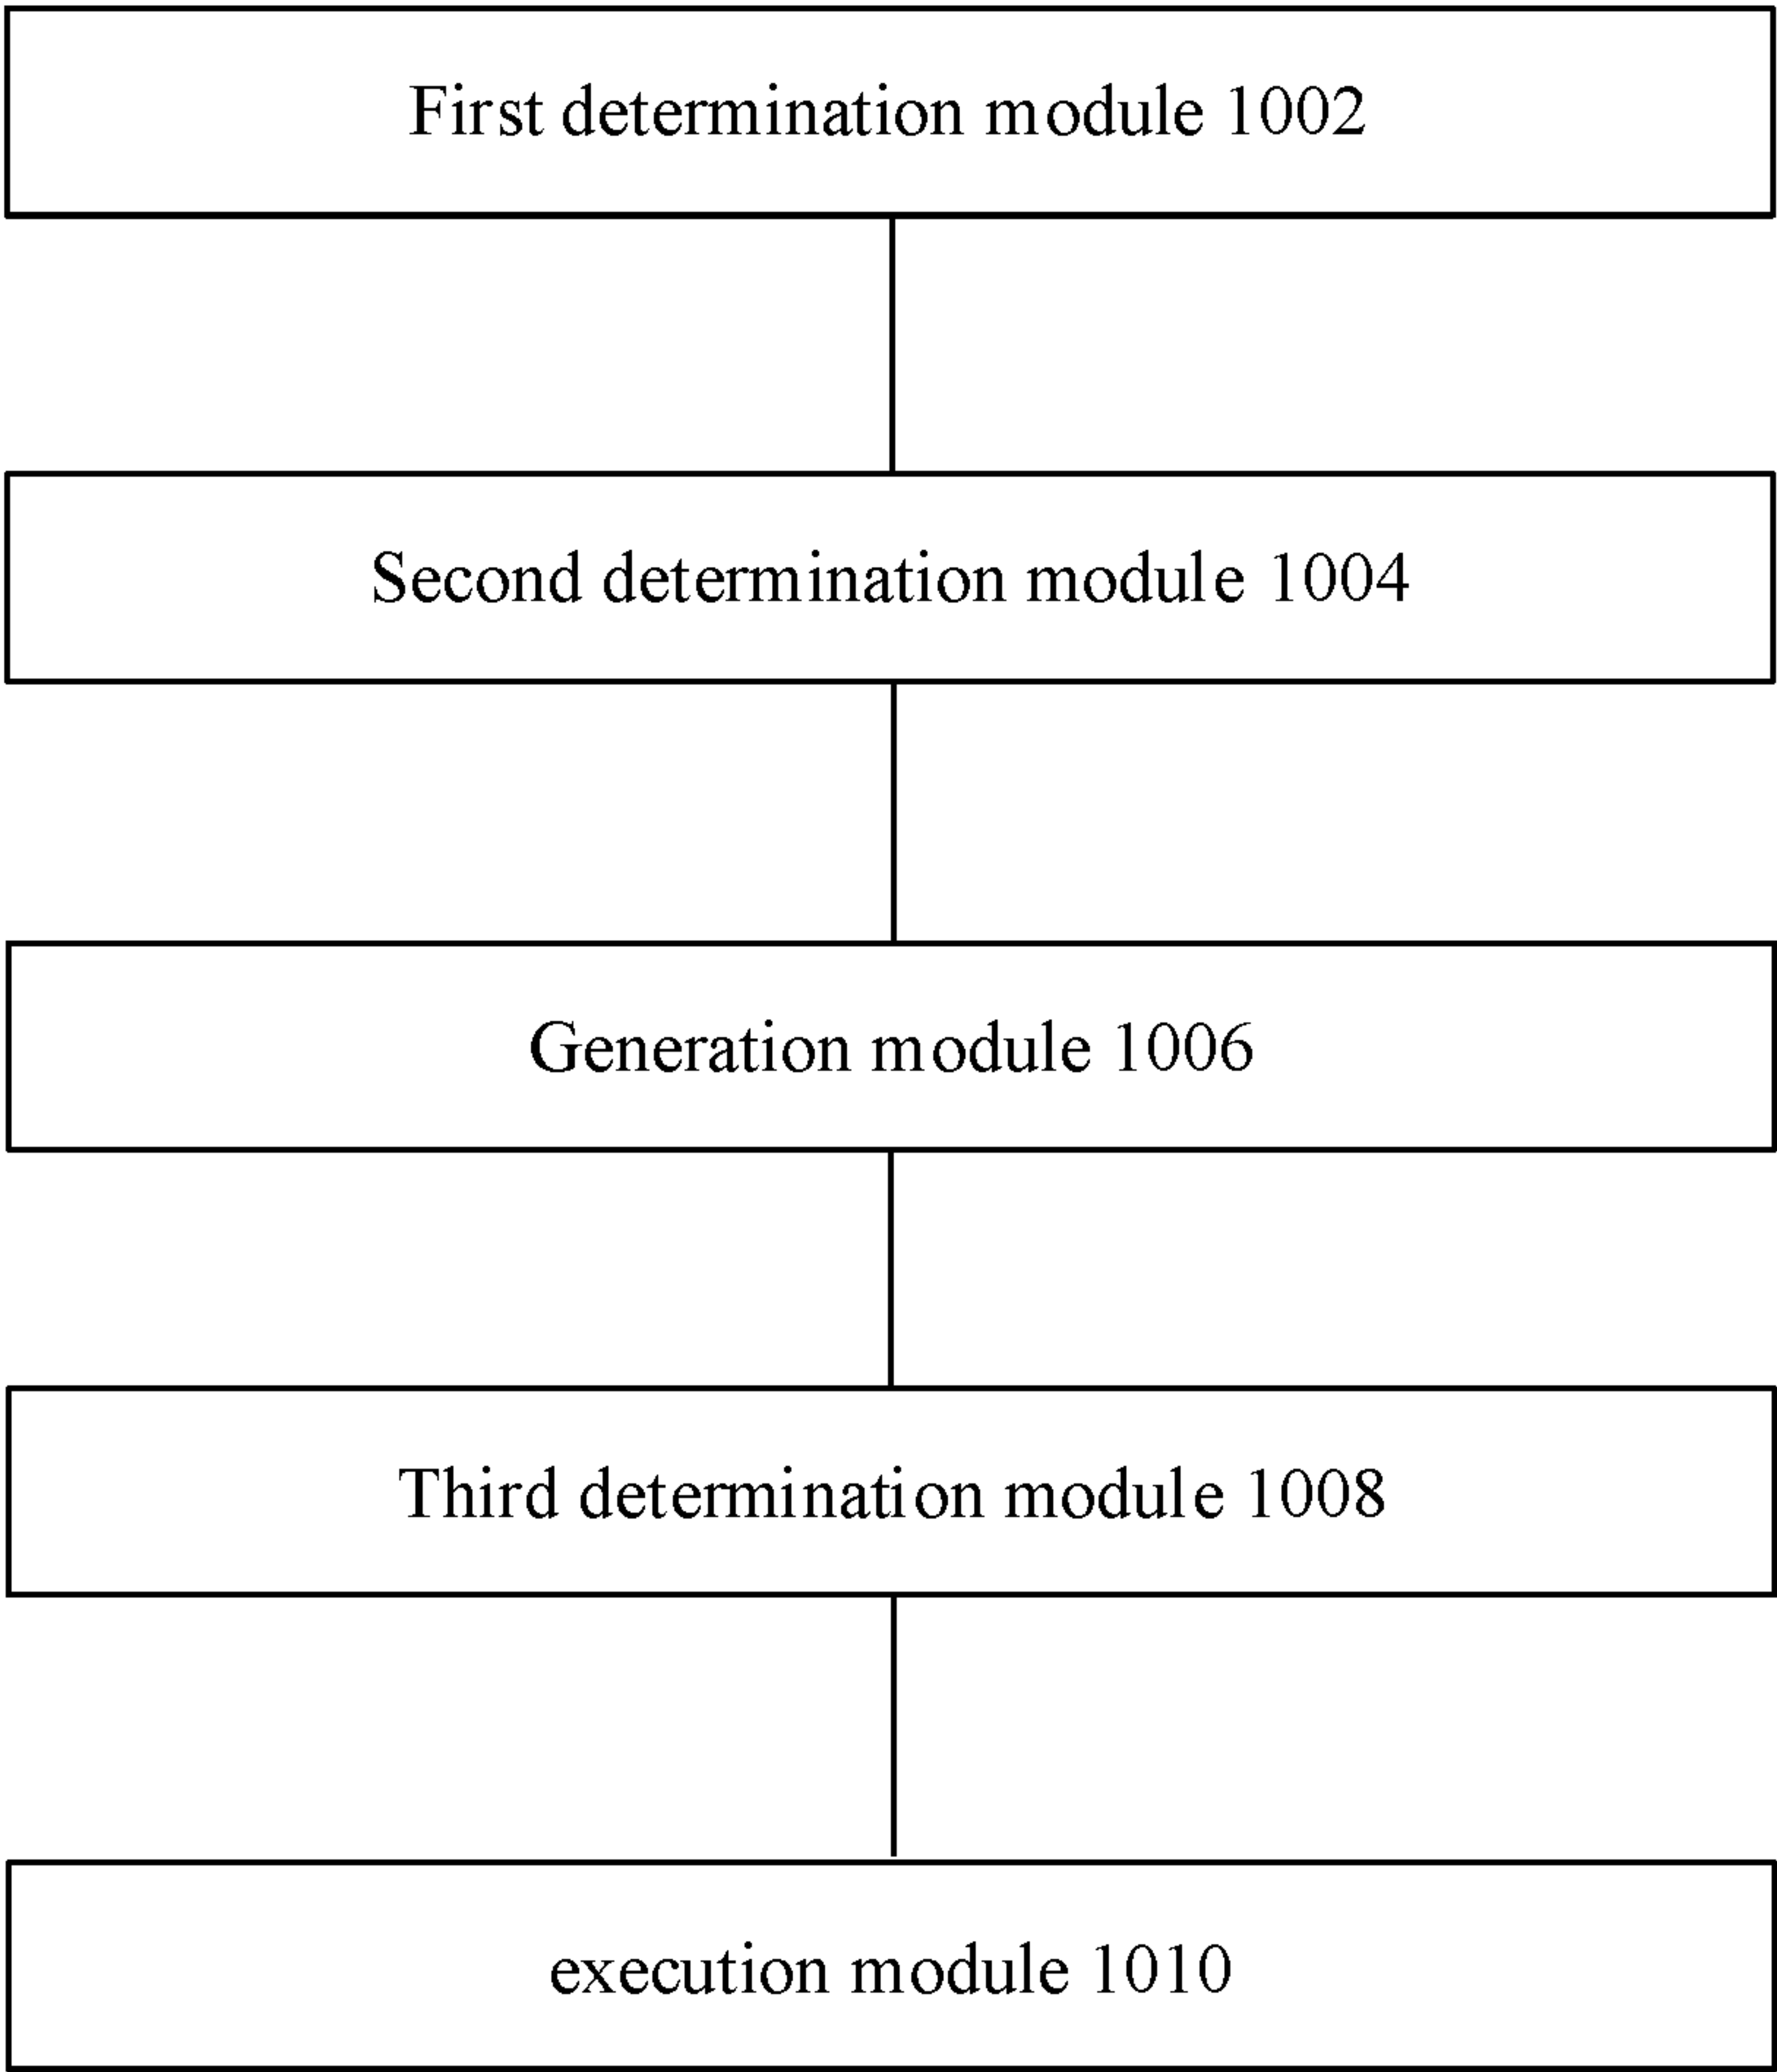 First determination module 1002
Second determination module 1004
Generation module 1006
Third determination module 1008
execution module 1010